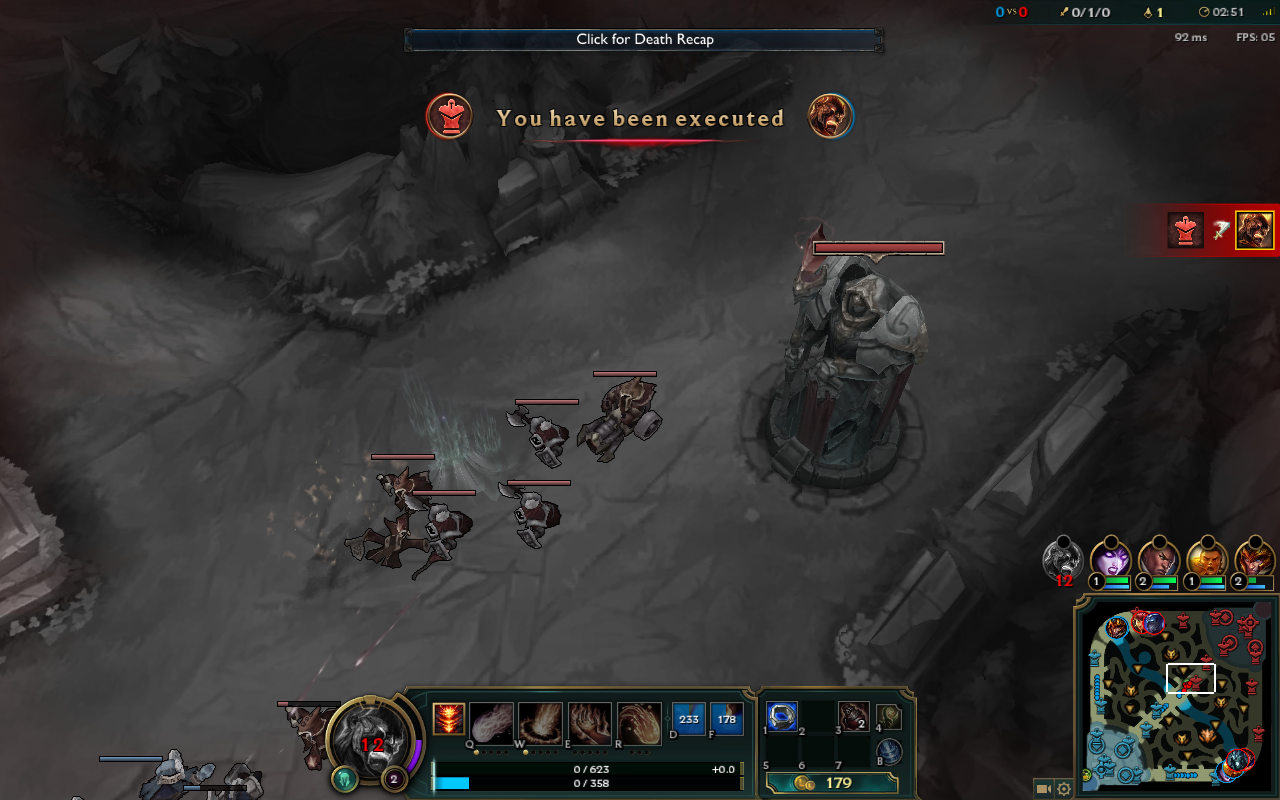 0 vs 0 0/1/0 1 02:51
92 ms FPS: 05
Click for Death Recap
You have been executed
12 1 2 1 2
12
2
Q W E R
233 D 178 F
0 / 623 +0.0
0 / 358
1 2 3 2 4
5 6 7 B
179